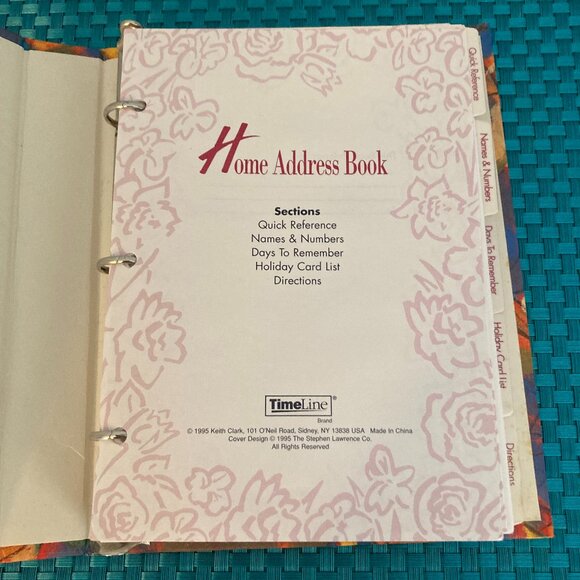 Home Address Book
Sections
Quick Reference
Names & Numbers
Days To Remember
Holiday Card List
Directions
TimeLine®
Brand
© 1995 Keith Clark, 101 O'Neil Road, Sidney, NY 13838 USA Made In China
Cover Design © 1995 The Stephen Lawrence Co.
All Rights Reserved
Quick Reference
Names & Numbers
Days To Remember
Holiday Card List
Directions